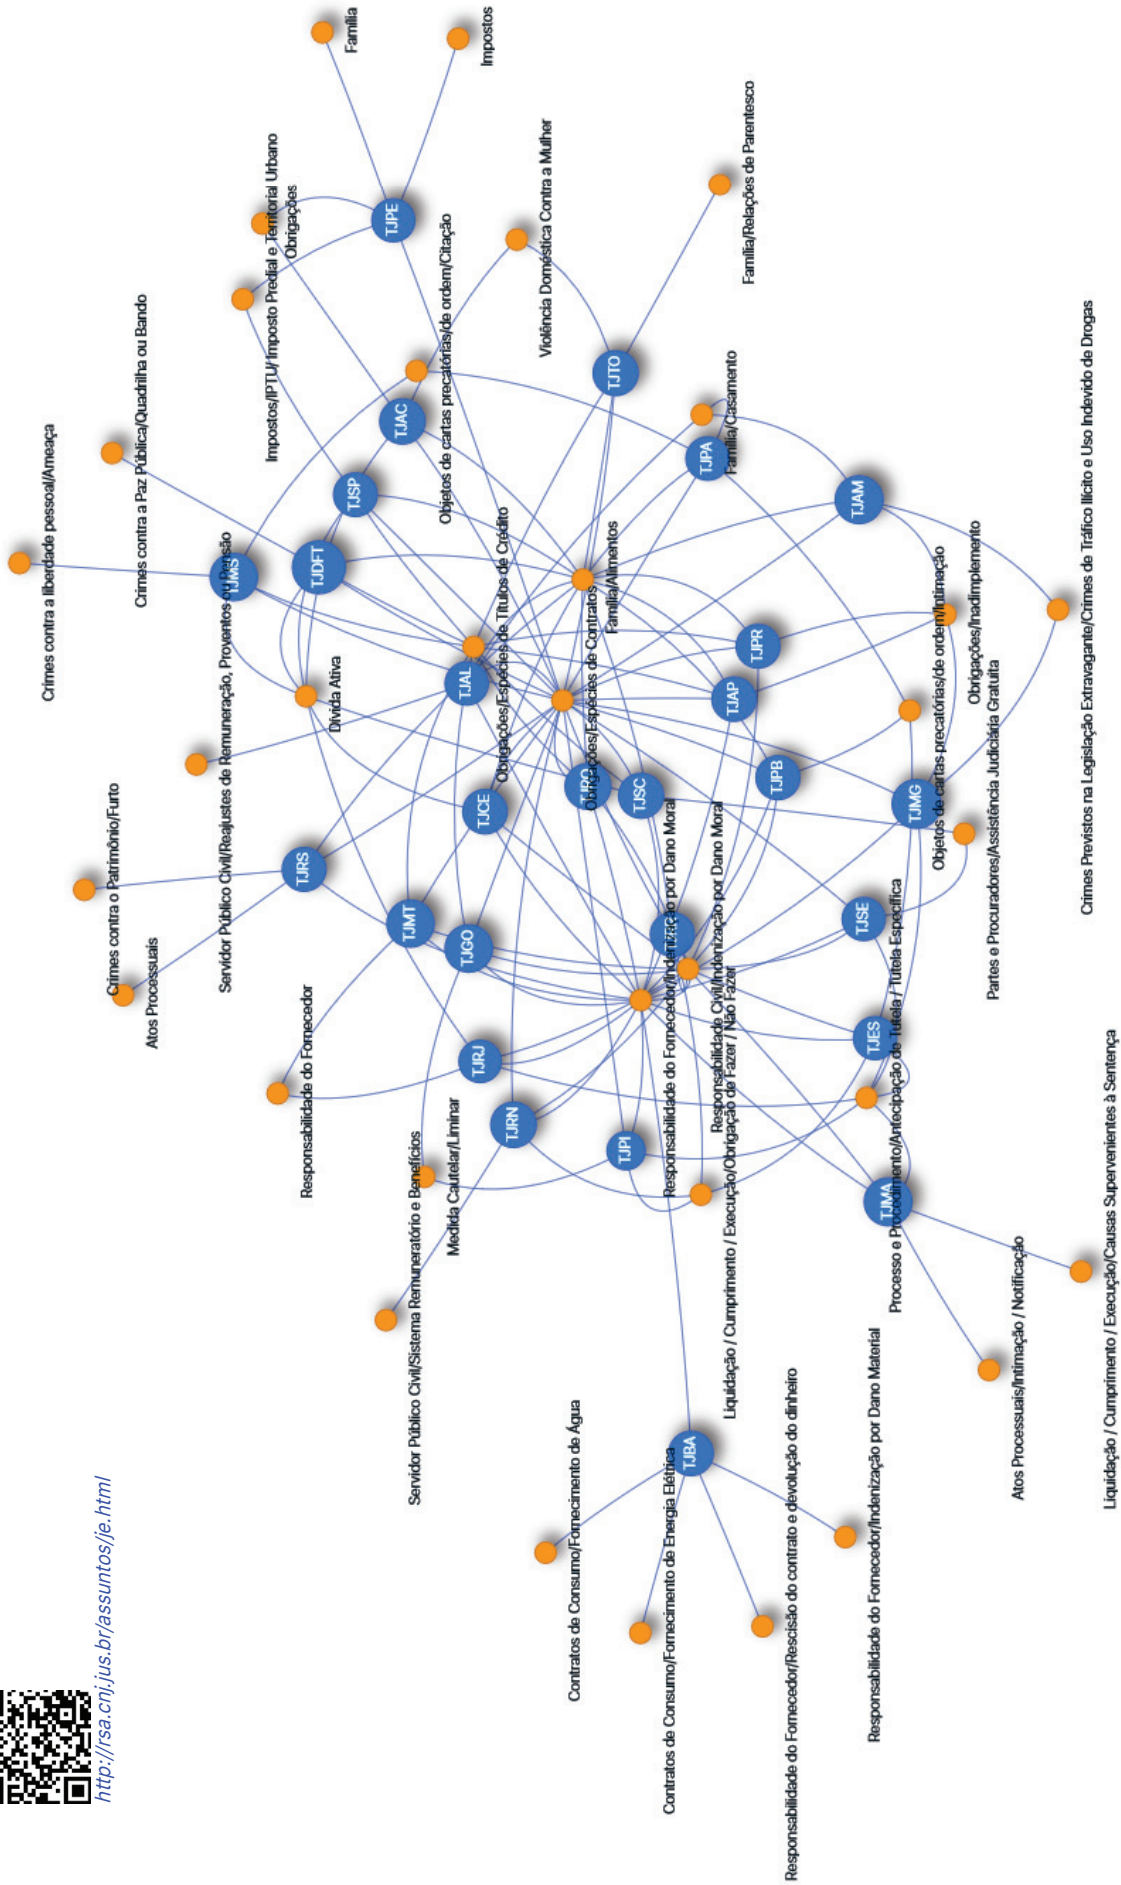 http://rsa.cnj.jus.br/assuntos/je.html
Crimes contra a liberdade pessoal/Ameaça
Crimes contra o Patrimônio/Furto
Crimes contra a Paz Pública/Quadrilha ou Bando
Atos Processuais
Servidor Público Civil/Reajustes de Remuneração, Proventos ou Pensão
TJMS
Impostos/IPTU/ Imposto Predial e Territorial Urbano
Obrigações
TJRS
Responsabilidade do Fornecedor
TJDFT
Dívida Ativa
Família
TJSP
TJPE
TJAC
TJMT
Servidor Público Civil/Sistema Remuneratório e Benefícios
Objetos de cartas precatórias/de ordem/Citação
Medida Cautelar/Liminar
TJAL
TJGO
TJRJ
TJCE
Impostos
Obrigações/Espécies de Títulos de Crédito
TJRN
Violência Doméstica Contra a Mulher
Contratos de Consumo/Fornecimento de Água
TJRO
Obrigações/Espécies de Contratos
Família/Alimentos
TJTO
TJPI
TJSC
Contratos de Consumo/Fornecimento de Energia Elétrica
Responsabilidade do Fornecedor/Indenização por Dano Moral
TJBA
TJPA
Responsabilidade Civil/Indenização por Dano Moral
Liquidação / Cumprimento / Execução/Obrigação de Fazer / Não Fazer
Família/Casamento
TJAP
Família/Relações de Parentesco
TJPR
TJPB
Responsabilidade do Fornecedor/Rescisão do contrato e devolução do dinheiro
TJAM
TJSE
Responsabilidade do Fornecedor/Indenização por Dano Material
TJES
TJMA
Processo e Procedimento/Antecipação de Tutela / Tutela Específica
TJMG
Objetos de cartas precatórias/de ordem/Intimação
Obrigações/Inadimplemento
Partes e Procuradores/Assistência Judiciária Gratuita
Atos Processuais/Intimação / Notificação
Crimes Previstos na Legislação Extravagante/Crimes de Tráfico Ilícito e Uso Indevido de Drogas
Liquidação / Cumprimento / Execução/Causas Supervenientes à Sentença